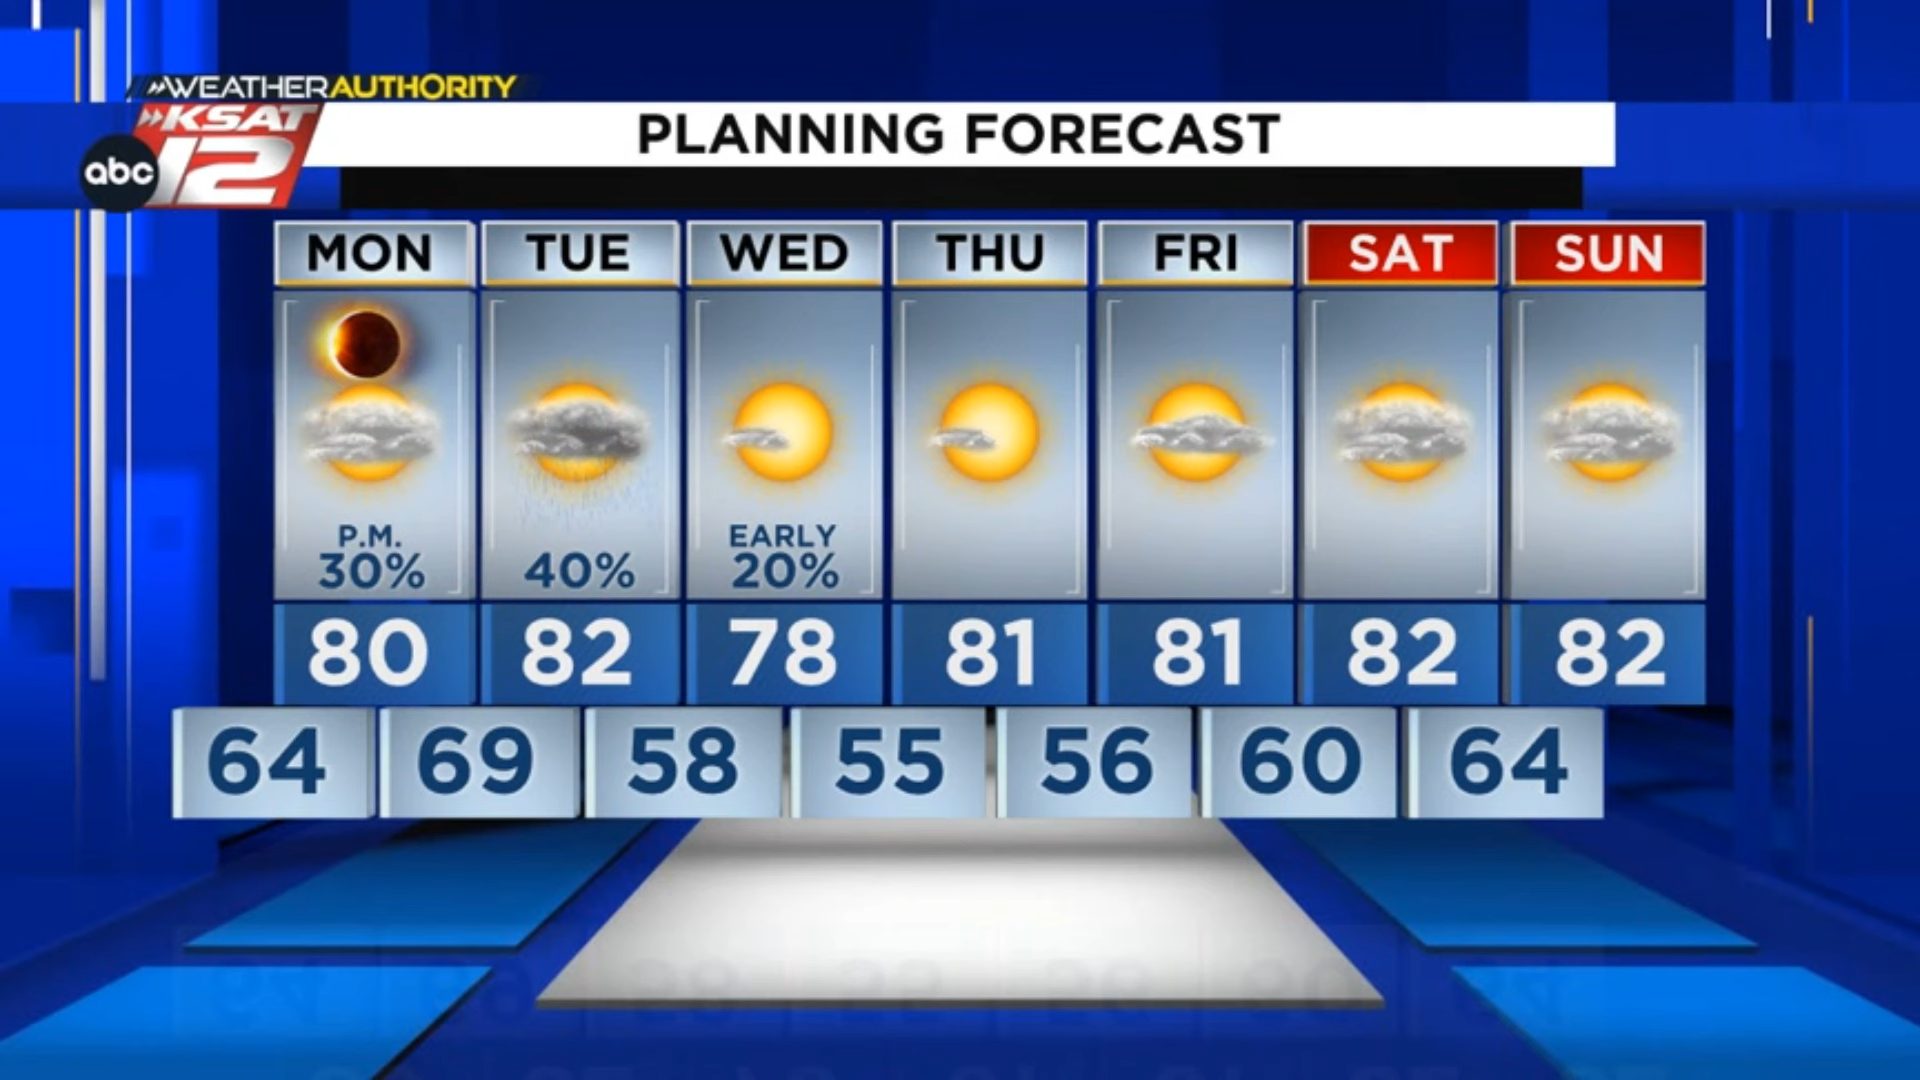 WEATHERAUTHORITY
KSAT
abc 12
PLANNING FORECAST
MON TUE WED THU FRI SAT SUN
P.M. EARLY
30% 40% 20%
80 82 78 81 81 82 82
64 69 58 55 56 60 64